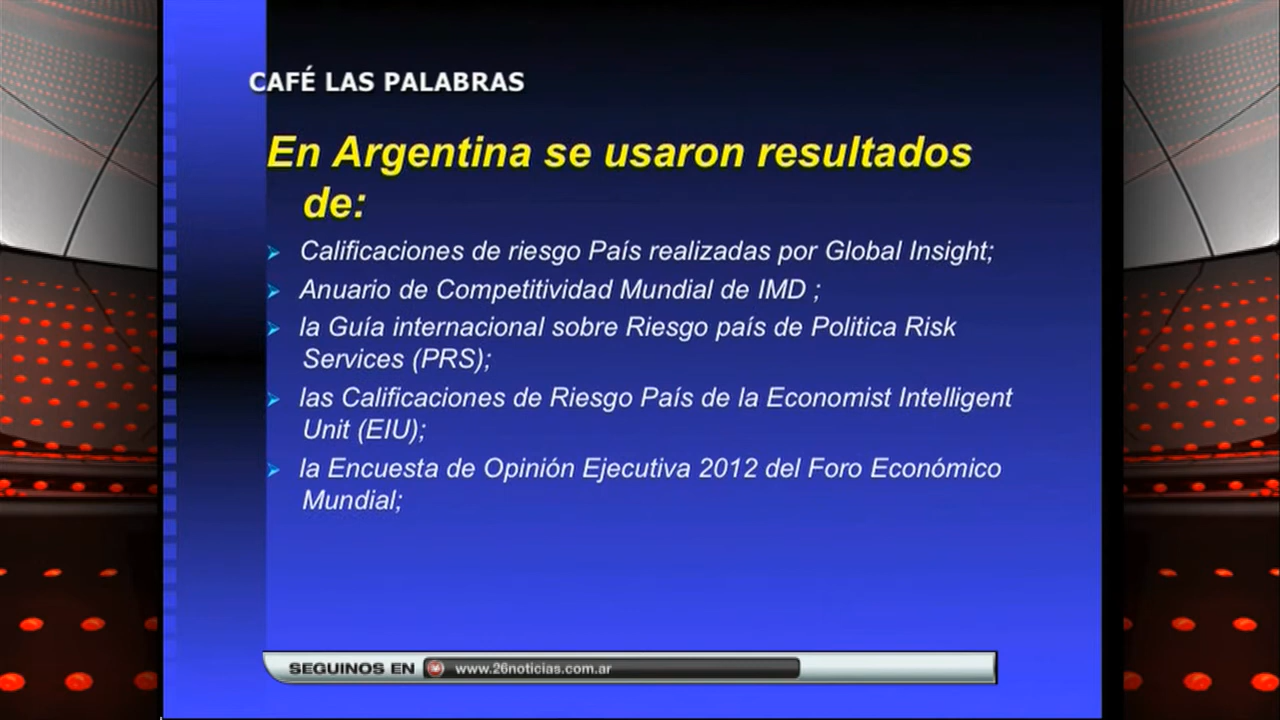 CAFÉ LAS PALABRAS
En Argentina se usaron resultados
de:
Calificaciones de riesgo País realizadas por Global Insight;
Anuario de Competitividad Mundial de IMD ;
la Guía internacional sobre Riesgo país de Politica Risk
Services (PRS);
las Calificaciones de Riesgo País de la Economist Intelligent
Unit (EIU);
la Encuesta de Opinión Ejecutiva 2012 del Foro Económico
Mundial;
SEGUINOS EN 26 www.26noticias.com.ar